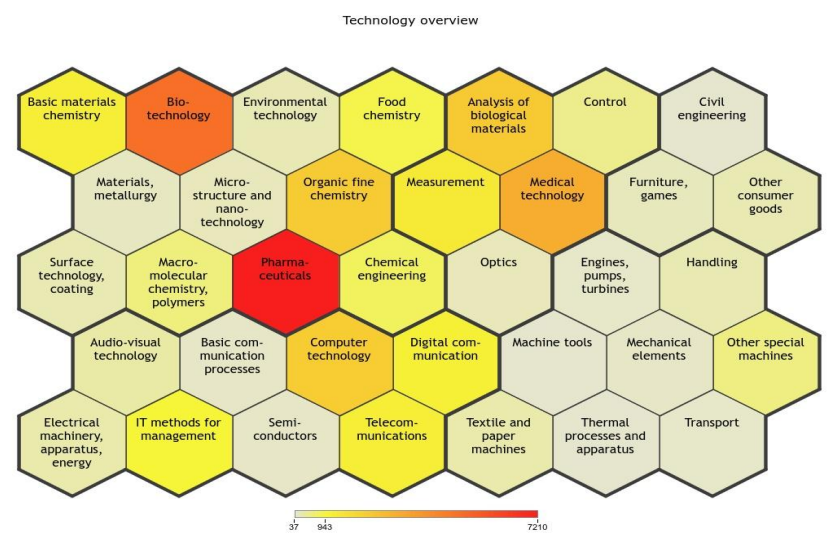 Technology overview
Basic materials
chemistry
Bio-
technology
Environmental
technology
Food
chemistry
Analysis of
biological
materials
Control
Civil
engineering
Materials,
metallurgy
Micro-
structure and
nano-
technology
Organic fine
chemistry
Measurement
Medical
technology
Furniture,
games
Other
consumer
goods
Surface
technology,
coating
Macro-
molecular
chemistry,
polymers
Pharma-
ceuticals
Chemical
engineering
Optics
Engines,
pumps,
turbines
Handling
Audio-visual
technology
Basic com-
munication
processes
Computer
technology
Digital com-
munication
Machine tools
Mechanical
elements
Other special
machines
Electrical
machinery,
apparatus,
energy
IT methods for
management
Semi-
conductors
Telecom-
munications
Textile and
paper
machines
Thermal
processes and
apparatus
Transport
37 943 7210